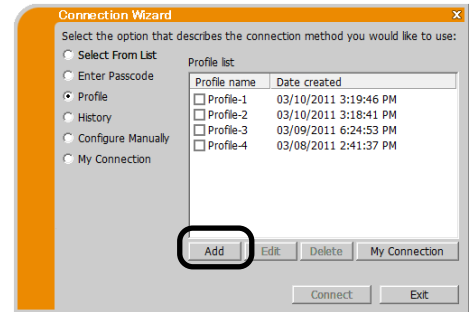 Connection Wizard
x
Select the option that describes the connection method you would like to use:
Select From List
Enter Passcode
Profile
History
Configure Manually
My Connection
Profile list
Profile name Date created
Profile-1 03/10/2011 3:19:46 PM
Profile-2 03/10/2011 3:18:41 PM
Profile-3 03/09/2011 6:24:53 PM
Profile-4 03/08/2011 2:41:37 PM
Add Edit Delete My Connection
Connect Exit